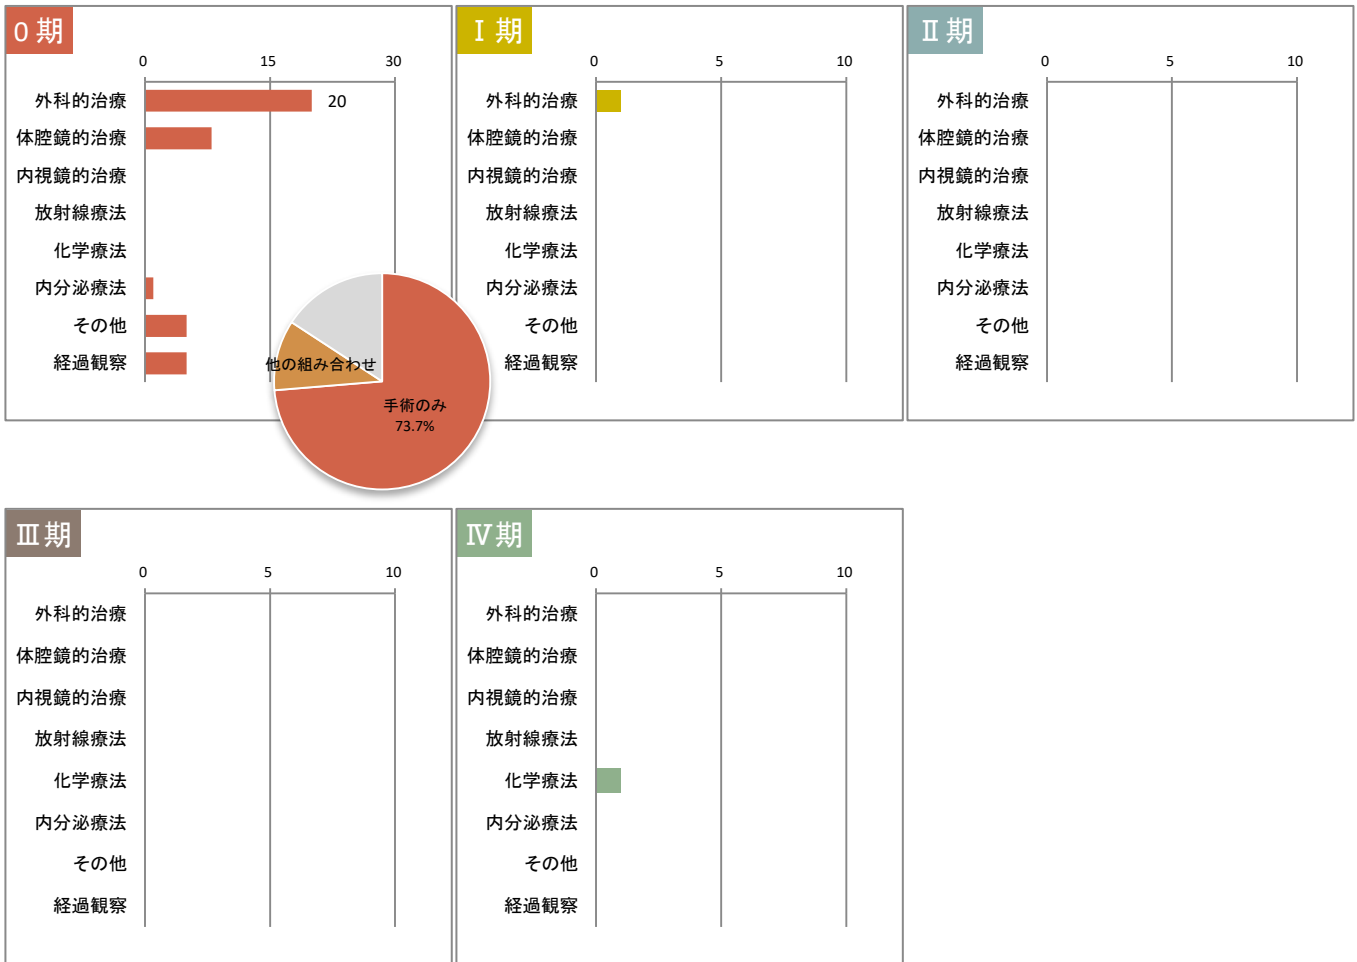 0 期
0 15 30
外科的治療 20
体腔鏡的治療
内視鏡的治療
放射線療法
化学療法
内分泌療法
その他
経過観察
他の組み合わせ
手術のみ
73.7%
Ⅰ 期
0 5 10
外科的治療
体腔鏡的治療
内視鏡的治療
放射線療法
化学療法
内分泌療法
その他
経過観察
Ⅱ 期
0 5 10
外科的治療
体腔鏡的治療
内視鏡的治療
放射線療法
化学療法
内分泌療法
その他
経過観察
Ⅲ 期
0 5 10
外科的治療
体腔鏡的治療
内視鏡的治療
放射線療法
化学療法
内分泌療法
その他
経過観察
Ⅳ 期
0 5 10
外科的治療
体腔鏡的治療
内視鏡的治療
放射線療法
化学療法
内分泌療法
その他
経過観察